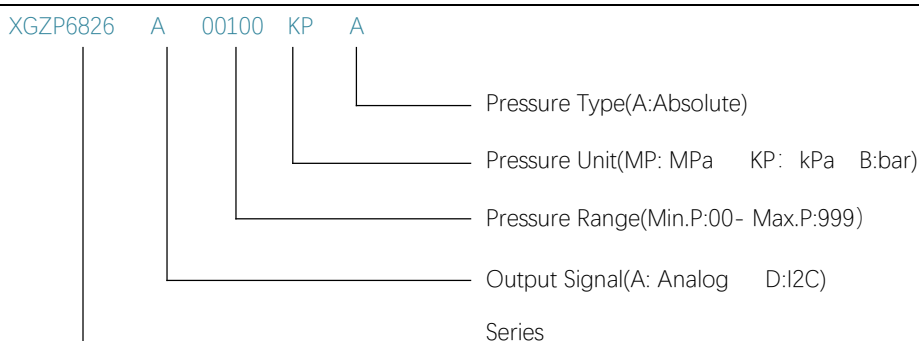 XGZP6826 A 00100 KP A
Pressure Type(A:Absolute)
Pressure Unit(MP: MPa KP： kPa B:bar)
Pressure Range(Min.P:00- Max.P:999）
Output Signal(A: Analog D:I2C)
Series